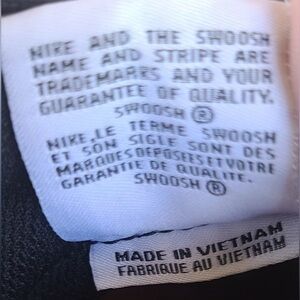 NIKE AND THE SWOOSH
NAME AND STRIPE ARE
TRADEMARKS AND YOUR
GUARANTEE OF QUALITY.
SWOOSH ®
NIKE, LE TERME SWOOSH
ET SON SIGLE SONT DES
MARQUES DEPOSEES ET VOTRE
GARANTIE DE QUALITE.
SWOOSH ®
MADE IN VIETNAM
FABRIQUE AU VIETNAM